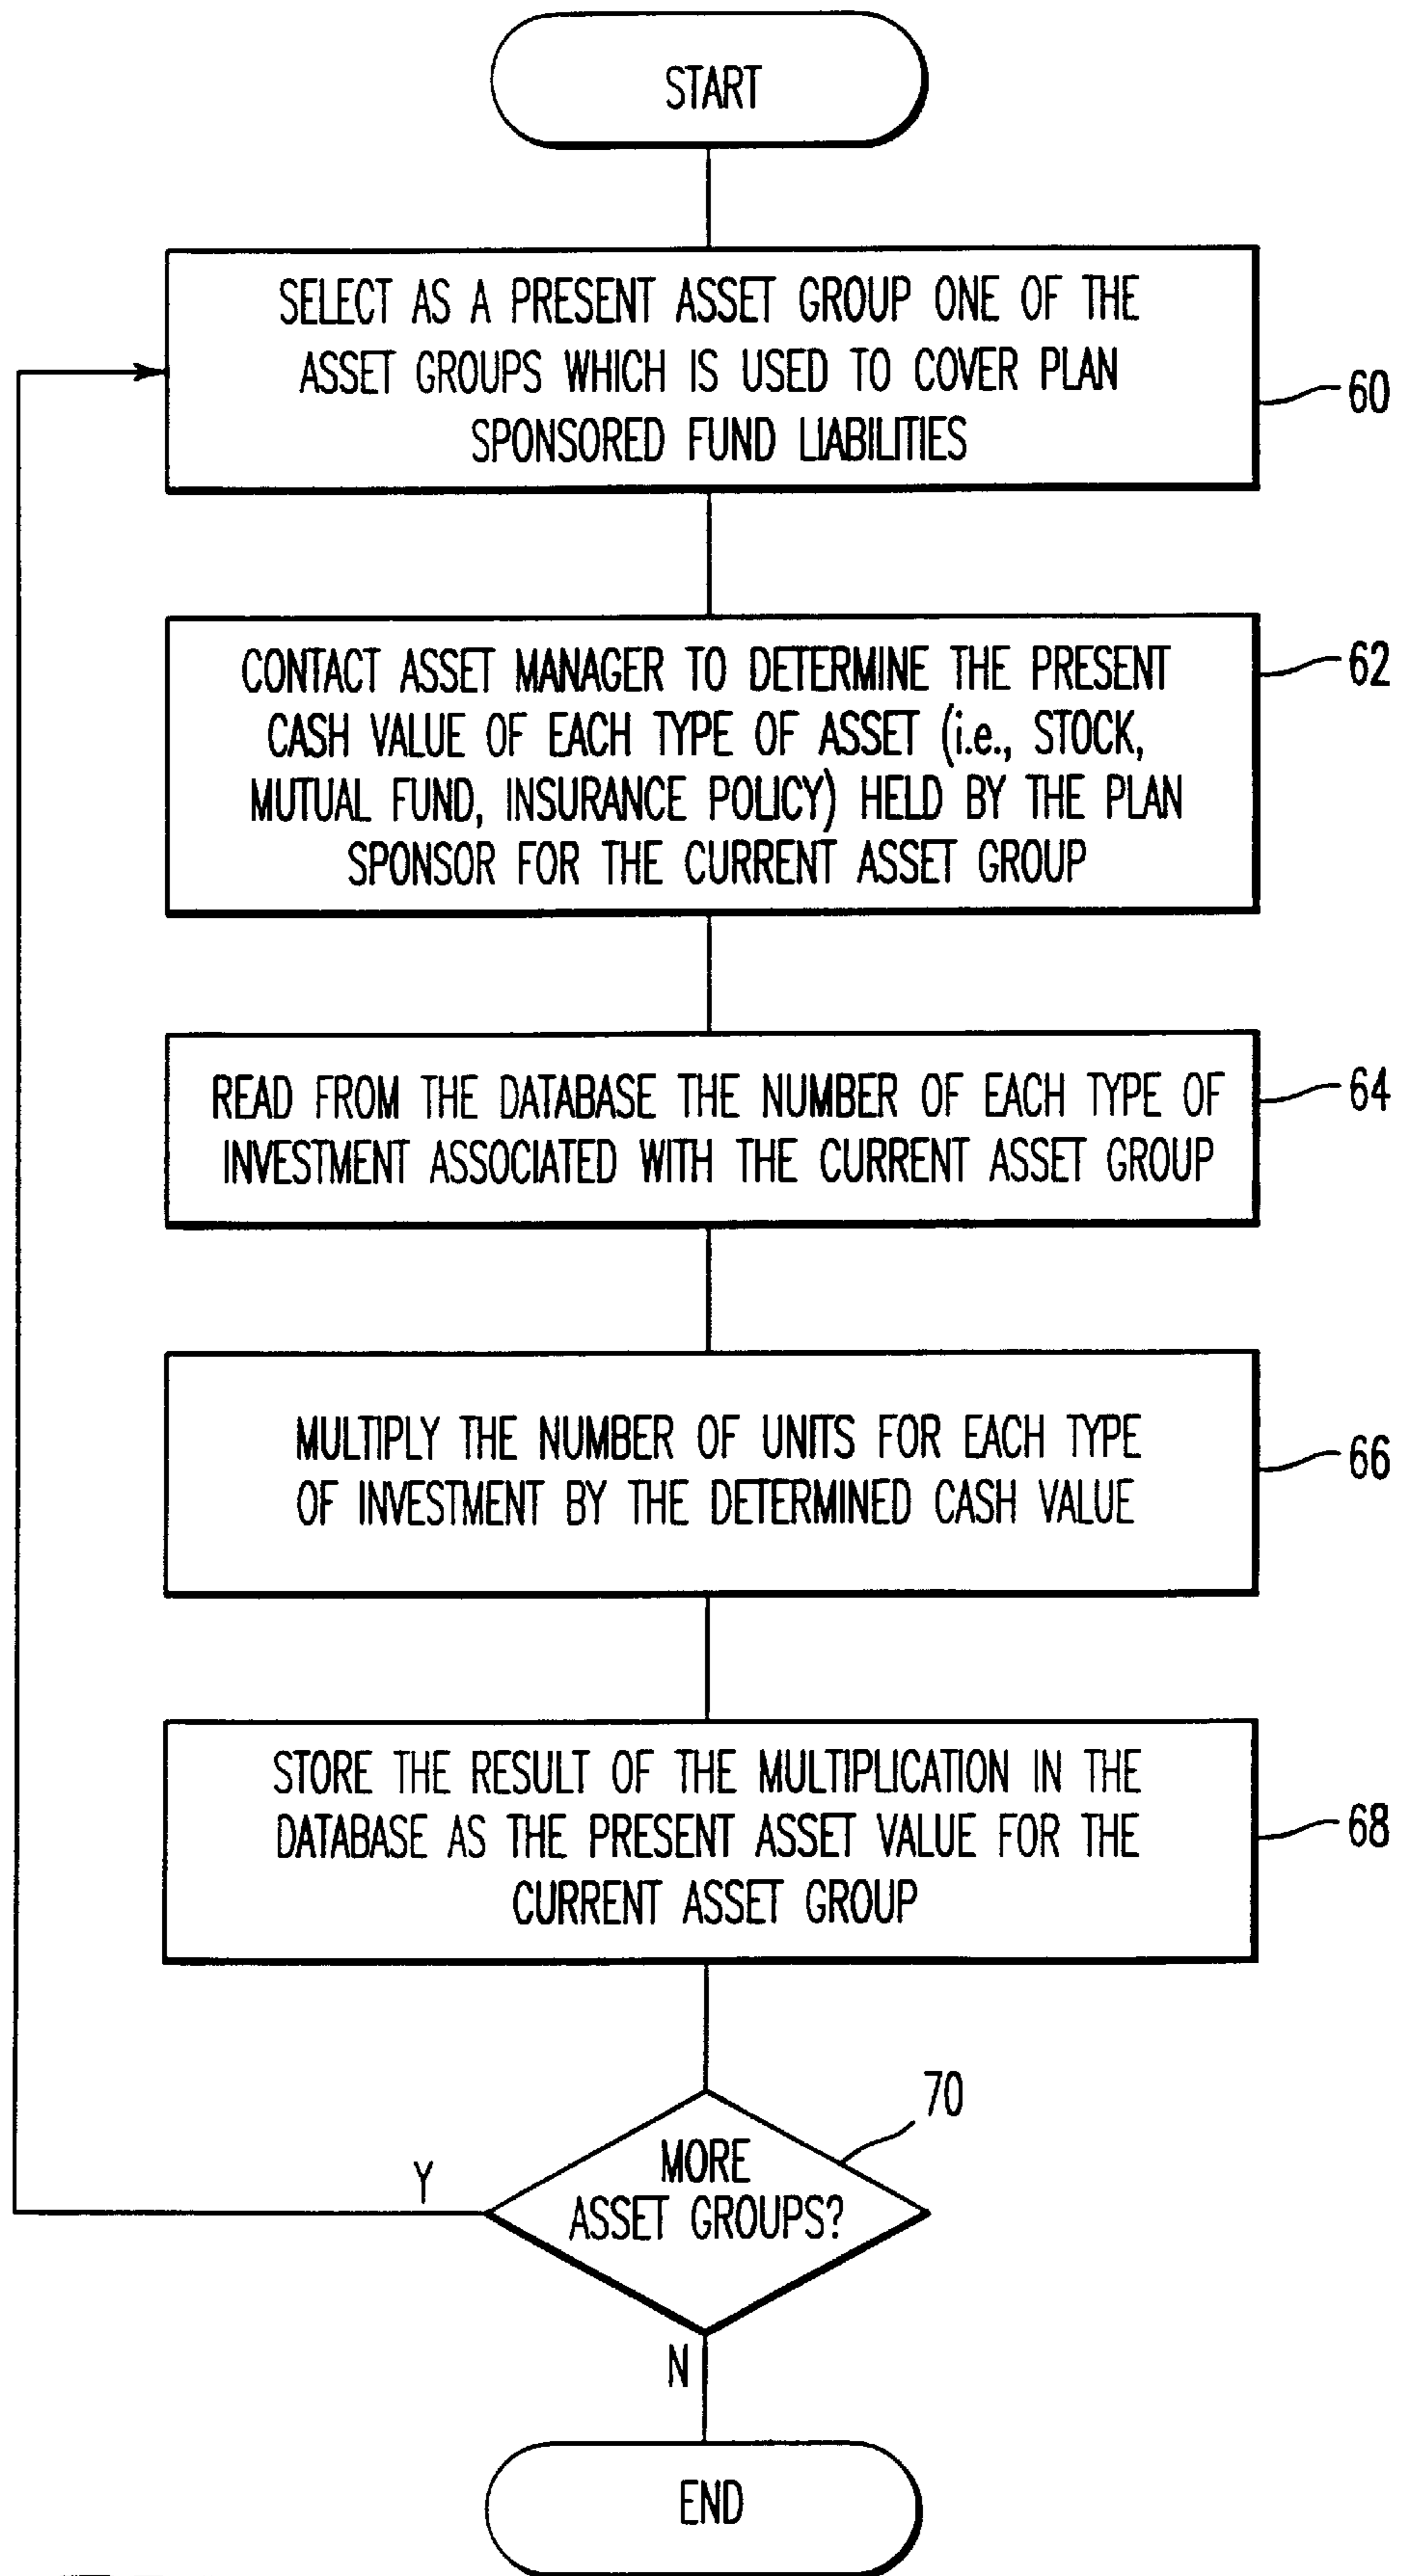 START
SELECT AS A PRESENT ASSET GROUP ONE OF THE
ASSET GROUPS WHICH IS USED TO COVER PLAN
SPONSORED FUND LIABILITIES
60
CONTACT ASSET MANAGER TO DETERMINE THE PRESENT
CASH VALUE OF EACH TYPE OF ASSET (i.e., STOCK,
MUTUAL FUND, INSURANCE POLICY) HELD BY THE PLAN
SPONSOR FOR THE CURRENT ASSET GROUP
62
READ FROM THE DATABASE THE NUMBER OF EACH TYPE OF
INVESTMENT ASSOCIATED WITH THE CURRENT ASSET GROUP
64
MULTIPLY THE NUMBER OF UNITS FOR EACH TYPE
OF INVESTMENT BY THE DETERMINED CASH VALUE
66
STORE THE RESULT OF THE MULTIPLICATION IN THE
DATABASE AS THE PRESENT ASSET VALUE FOR THE
CURRENT ASSET GROUP
68
70
MORE
ASSET GROUPS?
Y
N
END